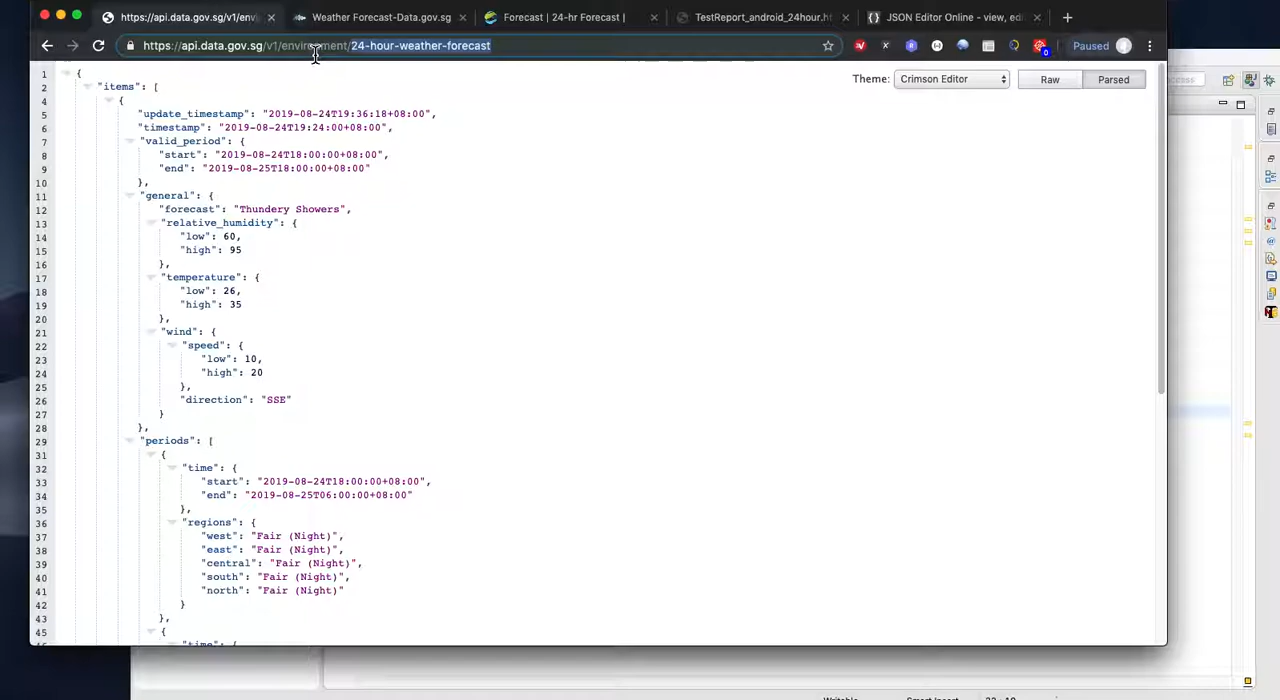 https://api.data.gov.sg/v1/env
Weather Forecast-Data.gov.sg
Forecast | 24-hr Forecast |
TestReport_android_24hour.h
JSON Editor Online - view, edi
https://api.data.gov.sg/v1/environment/24-hour-weather-forecast
Paused
Theme: Crimson Editor Raw Parsed
1 {
2 "items": [
4 {
5 "update_timestamp": "2019-08-24T19:36:18+08:00",
6 "timestamp": "2019-08-24T19:24:00+08:00",
7 "valid_period": {
8 "start": "2019-08-24T18:00:00+08:00",
9 "end": "2019-08-25T18:00:00+08:00"
10 },
11 "general": {
12 "forecast": "Thundery Showers",
13 "relative_humidity": {
14 "low": 60,
15 "high": 95
16 },
17 "temperature": {
18 "low": 26,
19 "high": 35
20 },
21 "wind": {
22 "speed": {
23 "low": 10,
24 "high": 20
25 },
26 "direction": "SSE"
27 }
28 },
29 "periods": [
31 {
32 "time": {
33 "start": "2019-08-24T18:00:00+08:00",
34 "end": "2019-08-25T06:00:00+08:00"
35 },
36 "regions": {
37 "west": "Fair (Night)",
38 "east": "Fair (Night)",
39 "central": "Fair (Night)",
40 "south": "Fair (Night)",
41 "north": "Fair (Night)"
42 }
43 },
45 {
"time": {
Writable
Smart Insert